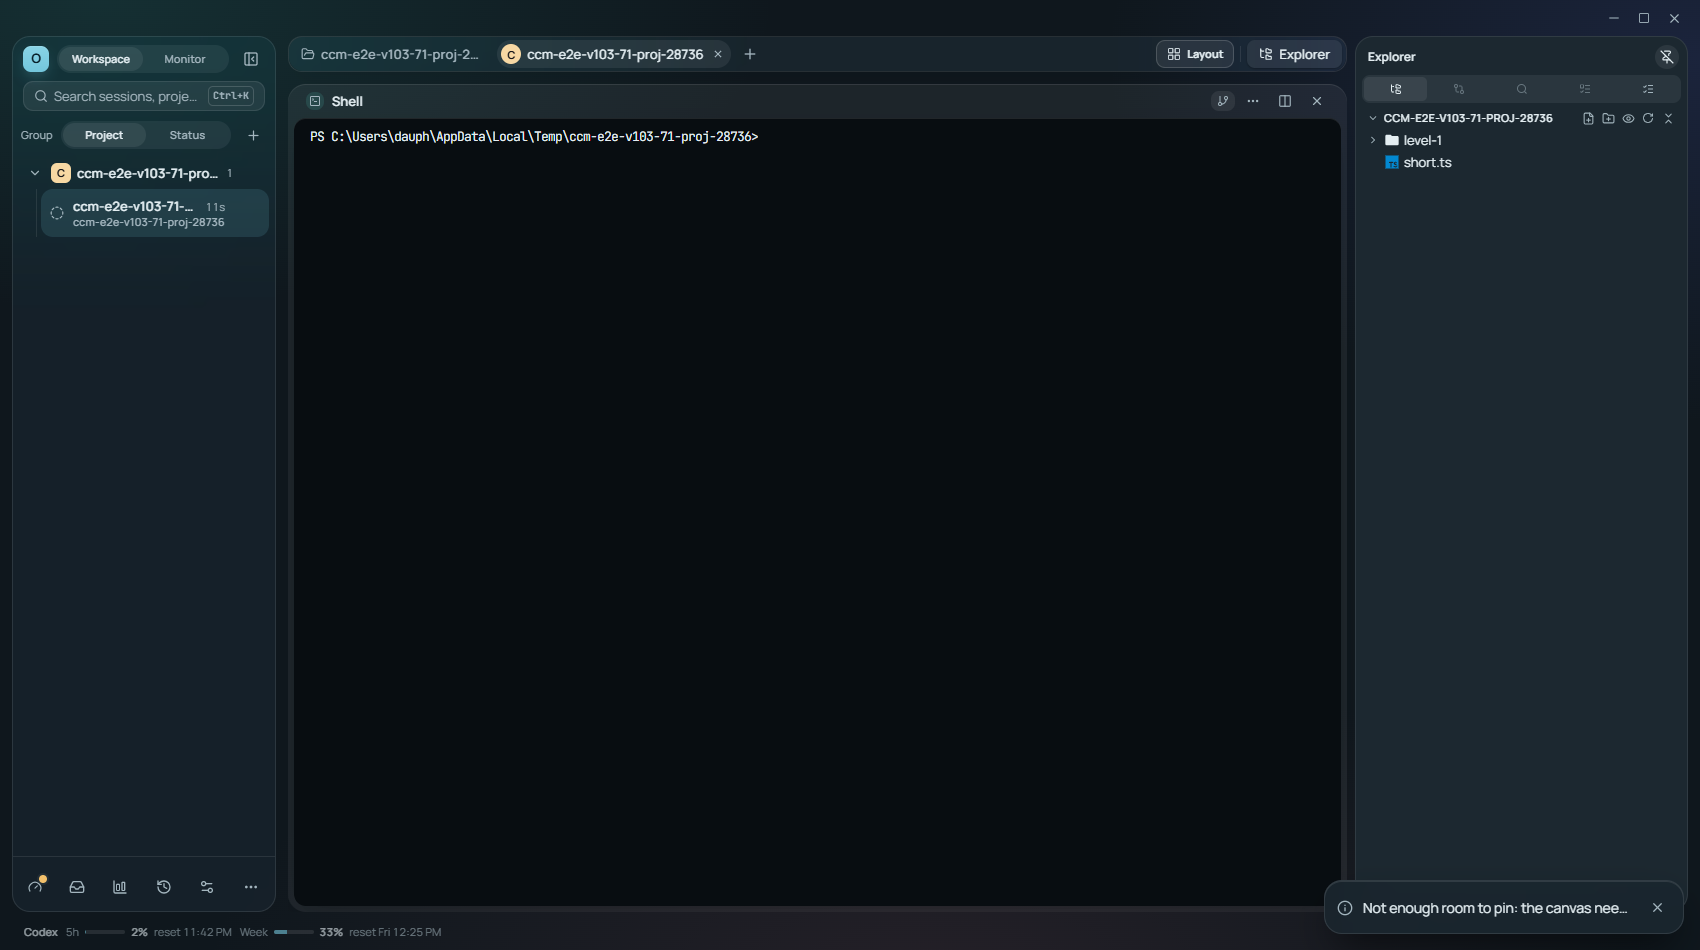 O
Workspace
Monitor
Search sessions, proje...
Ctrl+K
Group
Project
Status
C
ccm-e2e-v103-71-pro...
1
ccm-e2e-v103-71-...
11s
ccm-e2e-v103-71-proj-28736
ccm-e2e-v103-71-proj-2...
C
ccm-e2e-v103-71-proj-28736
Layout
Explorer
Shell
PS C:\Users\dauph\AppData\Local\Temp\ccm-e2e-v103-71-proj-28736>
Explorer
CCM-E2E-V103-71-PROJ-28736
level-1
TS
short.ts
Not enough room to pin: the canvas nee...
Codex 5h 2% reset 11:42 PM Week 33% reset Fri 12:25 PM